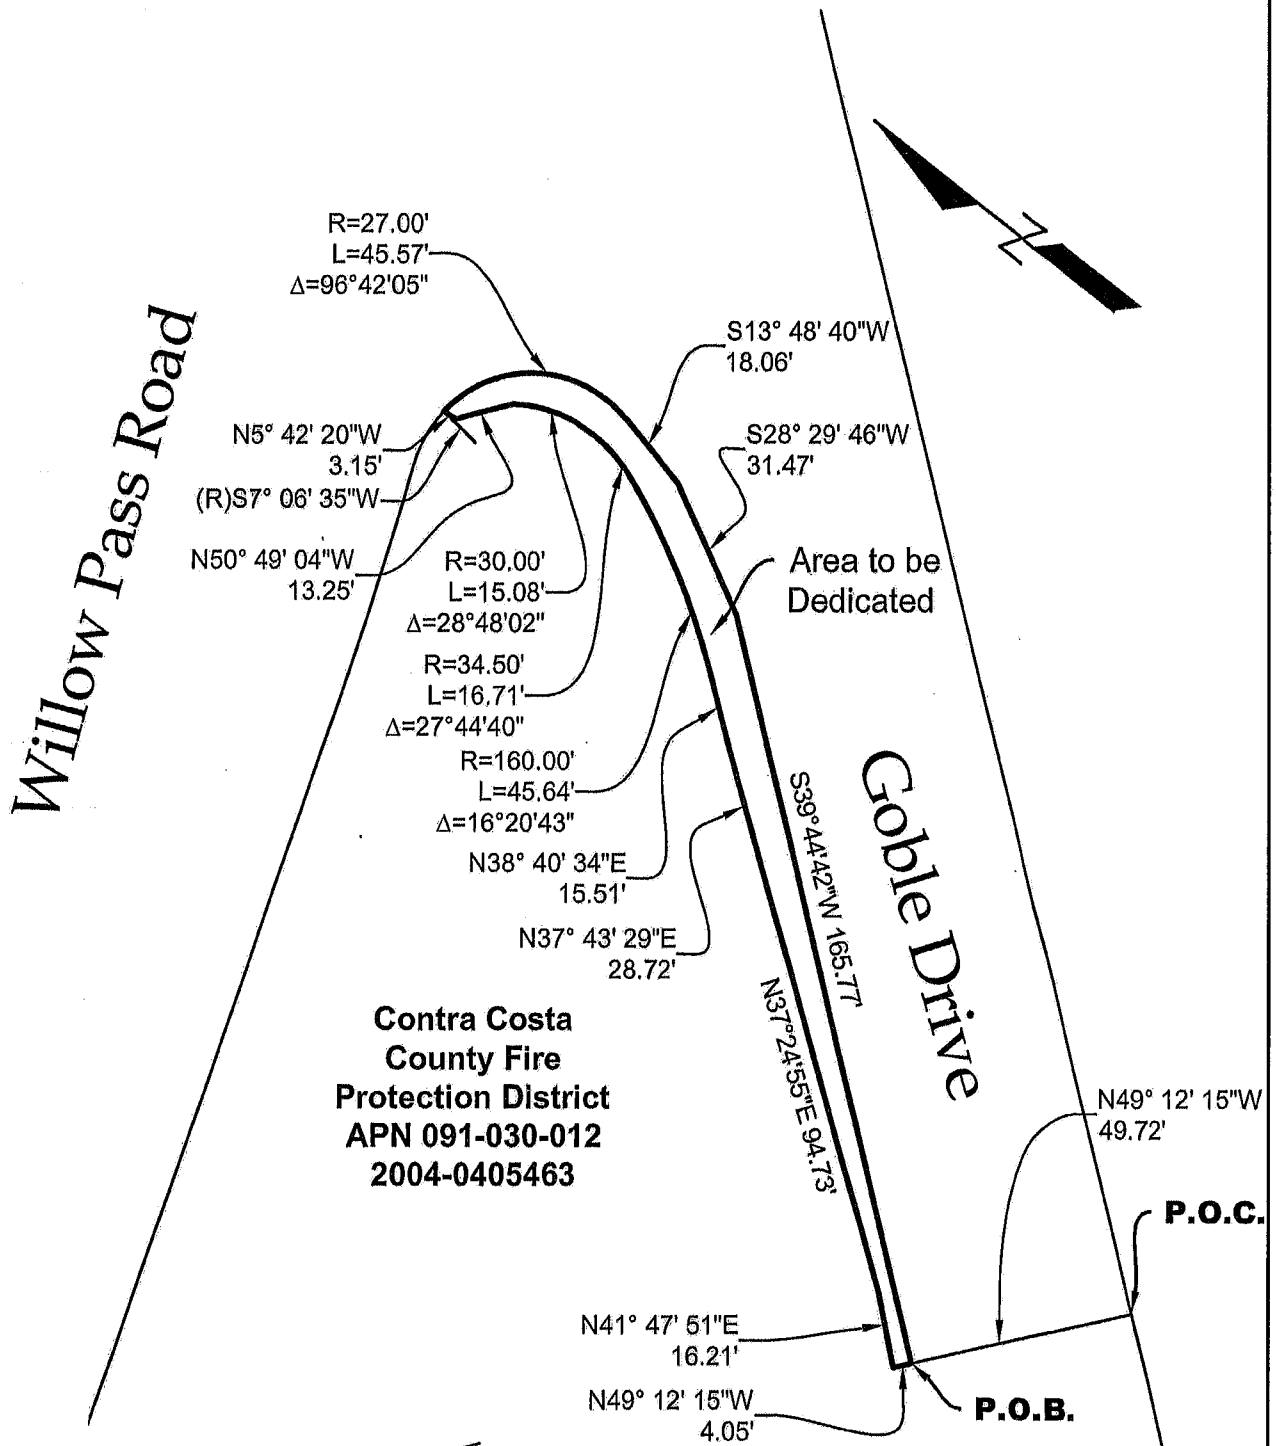 R=27.00'
L=45.57'
Δ=96°42'05"
S13° 48' 40"W
18.06'
Willow Pass Road
N5° 42' 20"W
3.15'
S28° 29' 46"W
31.47'
(R)S7° 06' 35"W
N50° 49' 04"W
13.25'
R=30.00'
L=15.08'
Δ=28°48'02"
Area to be
Dedicated
R=34.50'
L=16.71'
Δ=27°44'40"
R=160.00'
L=45.64'
Δ=16°20'43"
S39°44'42"W 165.77'
Goble Drive
N38° 40' 34"E
15.51'
N37° 43' 29"E
28.72'
N37°24'55"E 94.73'
Contra Costa
County Fire
Protection District
APN 091-030-012
2004-0405463
N49° 12' 15"W
49.72'
P.O.C.
N41° 47' 51"E
16.21'
N49° 12' 15"W
4.05'
P.O.B.